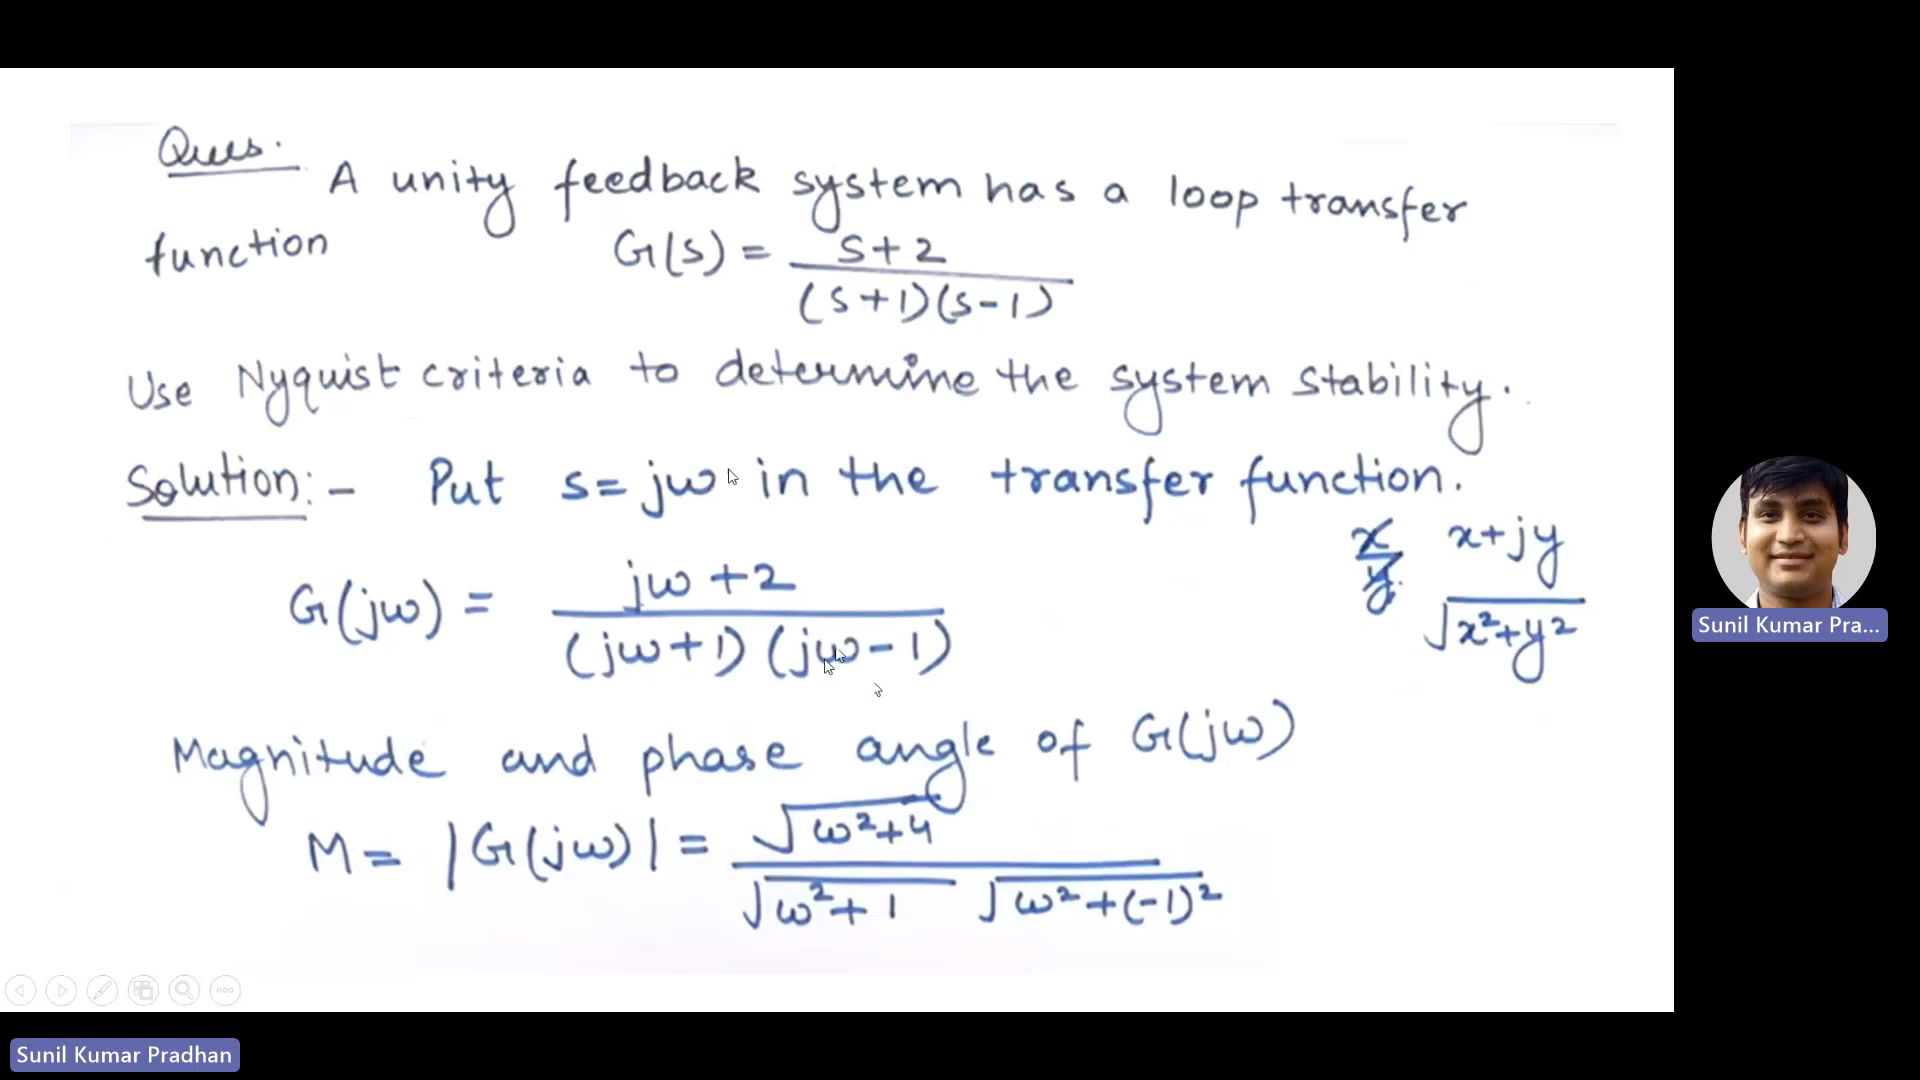 Ques.
A unity feedback system has a loop transfer
function G(s) = s+2 / (s+1)(s-1)
Use Nyquist criteria to determine the system stability.
Solution:- Put s=jω in the transfer function.
x/y x+jy
√x²+y²
G(jω) = jω+2 / (jω+1) (jω-1)
Magnitude and phase angle of G(jω)
M = |G(jω)| = √ω²+4 / √ω²+1 √ω²+(-1)²
Sunil Kumar Pra...
Sunil Kumar Pradhan